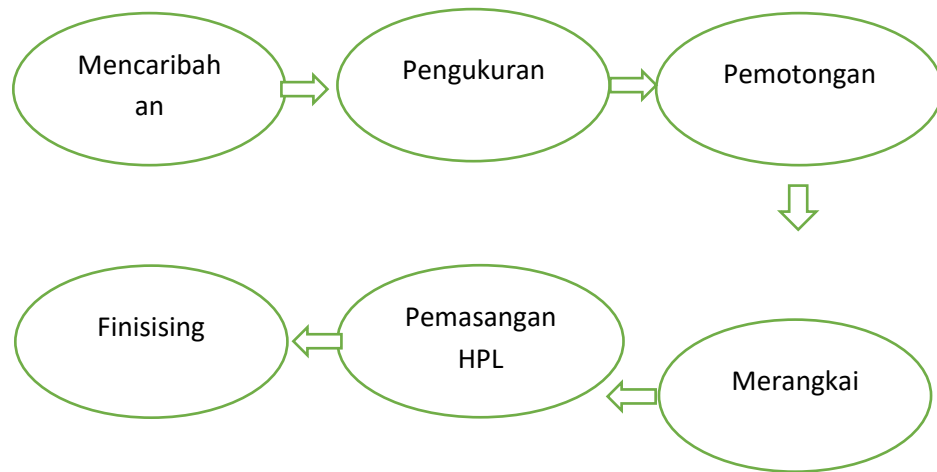 Mencaribah
an
Pengukuran
Pemotongan
Merangkai
Pemasangan
HPL
Finisising